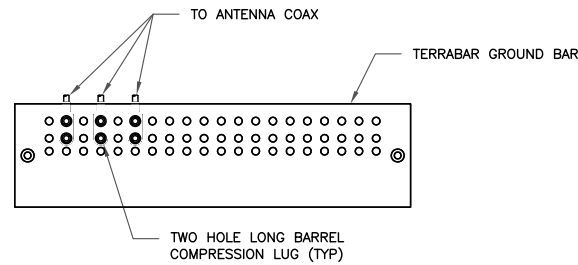 TO ANTENNA COAX
TERRABAR GROUND BAR
TWO HOLE LONG BARREL
COMPRESSION LUG (TYP)